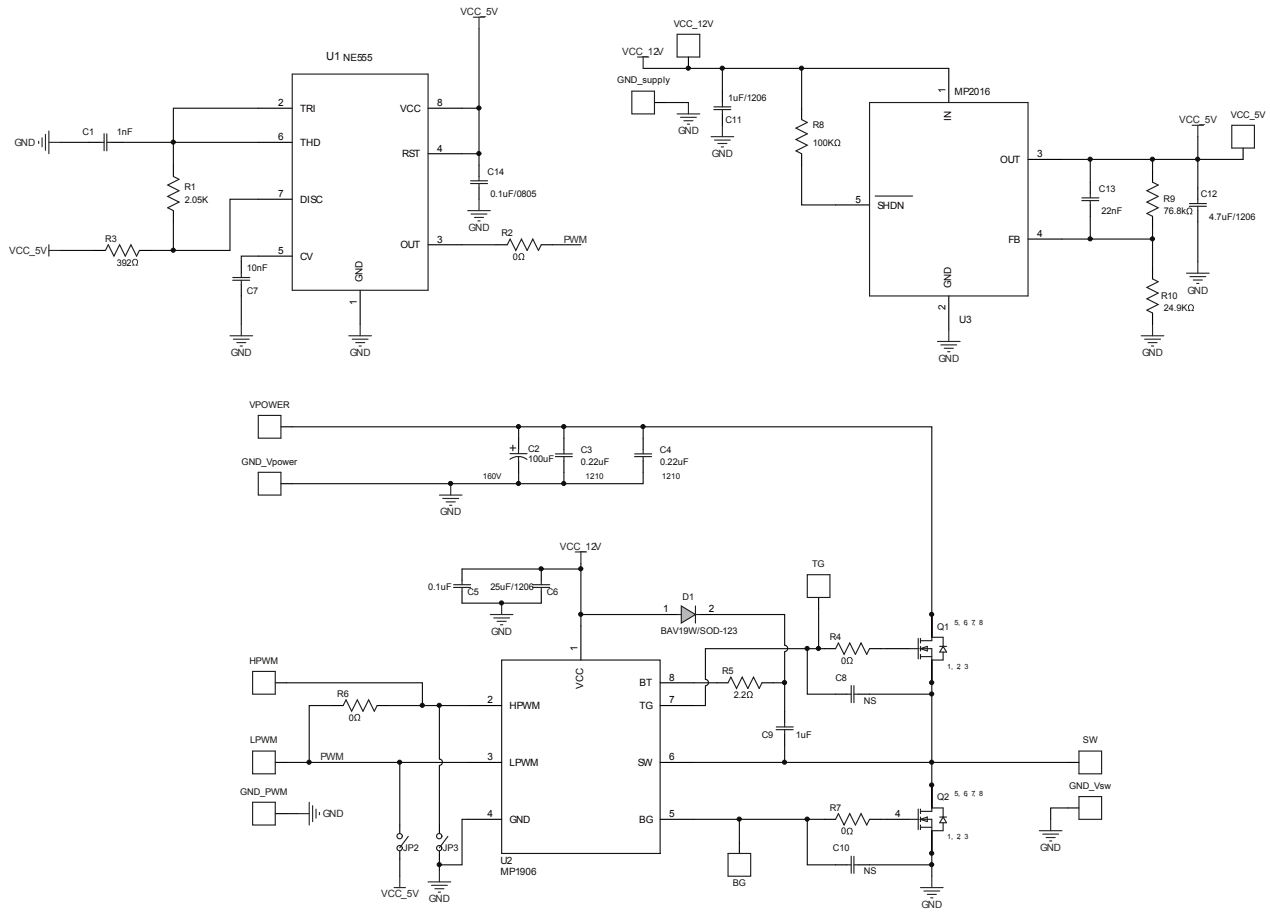 VCC_5V
U1 NE555
2
TRI
VCC
8
C1
1nF
GND
6
THD
RST
4
R1
2.05K
7
DISC
C14
0.1uF/0805
GND
VCC_5V
R3
392Ω
OUT
3
R2
0Ω
PWM
5
CV
10nF
C7
GND
1
GND
GND
VCC_12V
VCC_12V
GND_supply
GND
1uF/1206
C11
GND
R8
100KΩ
1
MP2016
IN
OUT
3
VCC_5V
VCC_5V
5
SHDN
FB
4
C13
22nF
R9
76.8kΩ
C12
4.7uF/1206
GND
GND
2
U3
GND
R10
24.9KΩ
GND
VPOWER
GND_Vpower
GND
C2
100uF
160V
C3
0.22uF
1210
C4
0.22uF
1210
VCC_12V
0.1uF
C5
25uF/1206
C6
GND
1
D1
2
BAV19W/SOD-123
TG
1
VCC
BT
8
R5
2.2Ω
R4
0Ω
Q1
5, 6 7, 8
1, 2 3
C8
NS
HPWM
R6
0Ω
2
HPWM
TG
7
C9
1uF
LPWM
PWM
3
LPWM
SW
6
SW
GND_PWM
GND
4
GND
BG
5
R7
0Ω
4
Q2
5, 6 7, 8
1, 2 3
GND_Vsw
GND
C10
NS
JP2
JP3
VCC_5V
GND
U2
MP1906
BG
GND